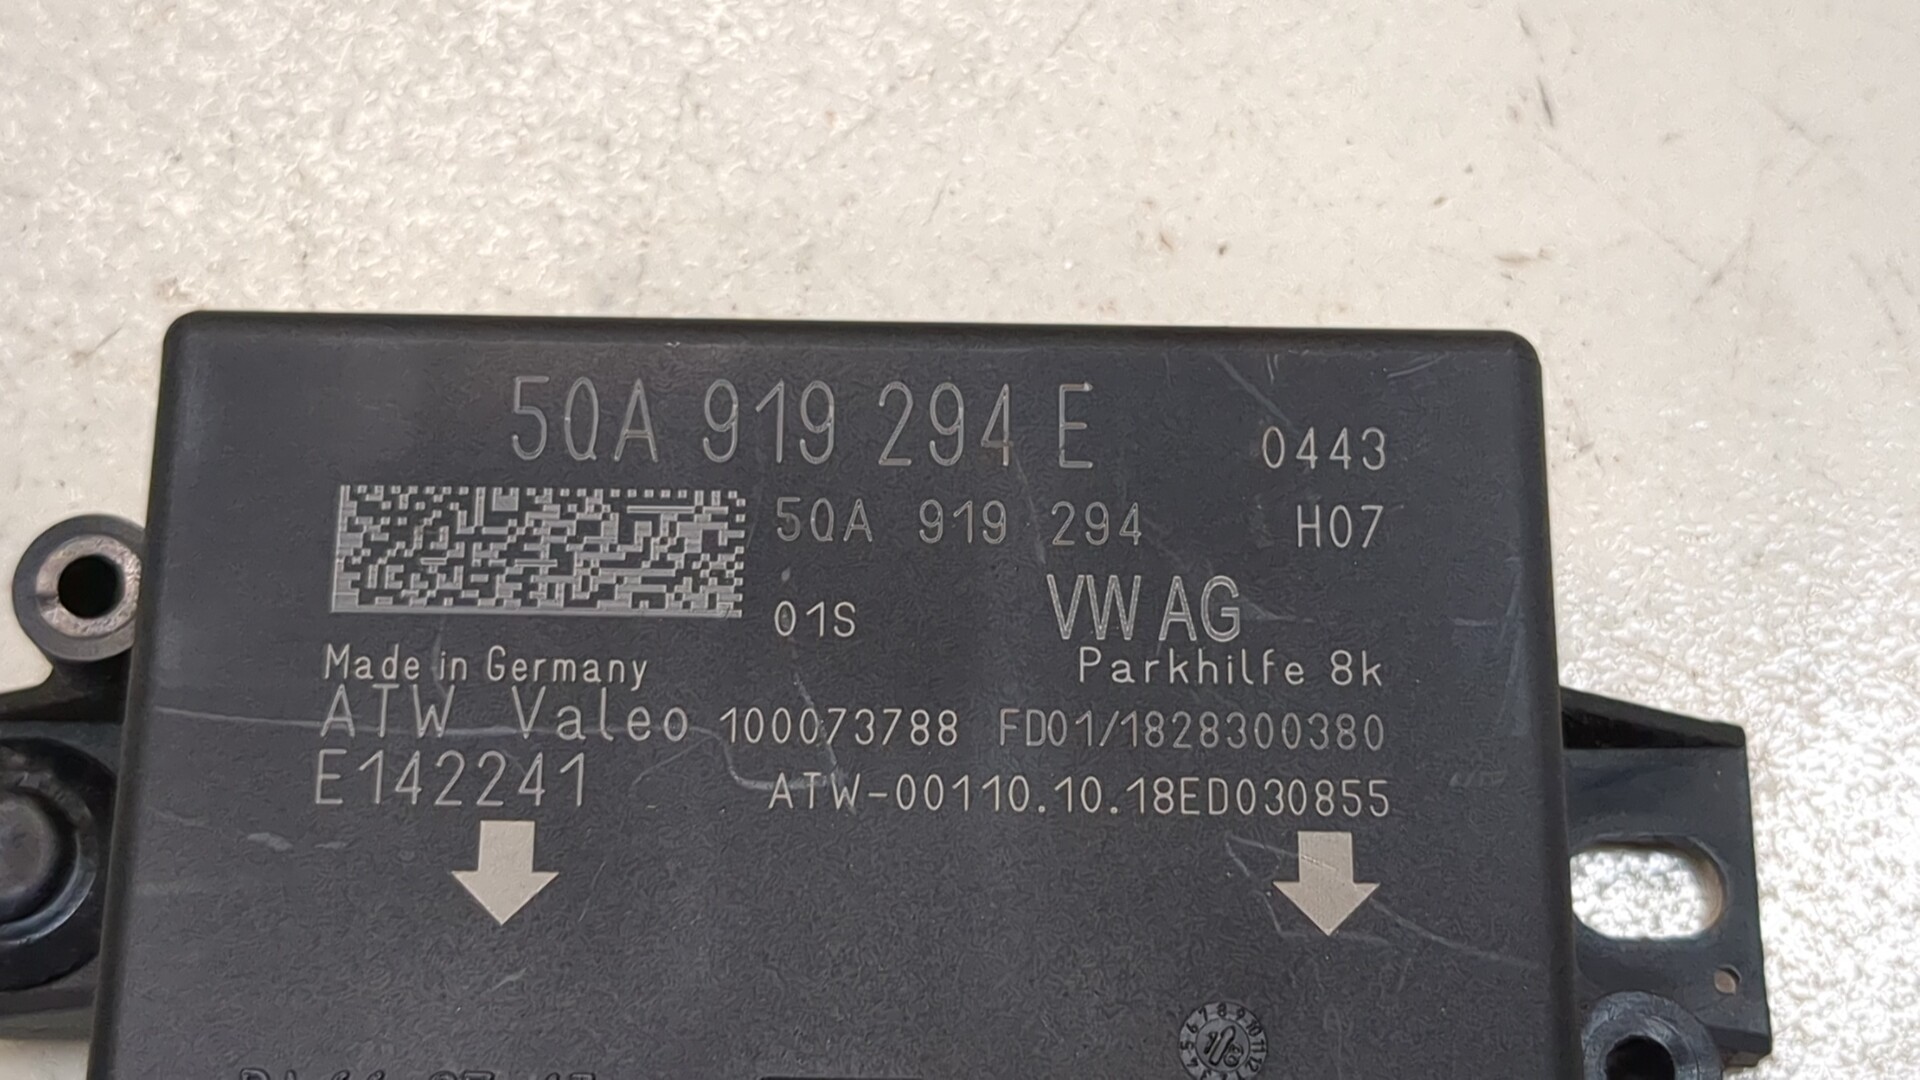 5QA 919 294 E 0443
5QA 919 294 H07
01S VW AG
Made in Germany Parkhilfe 8k
ATW Valeo 100073788 FD01/1828300380
E142241 ATW-00110.10.18ED030855